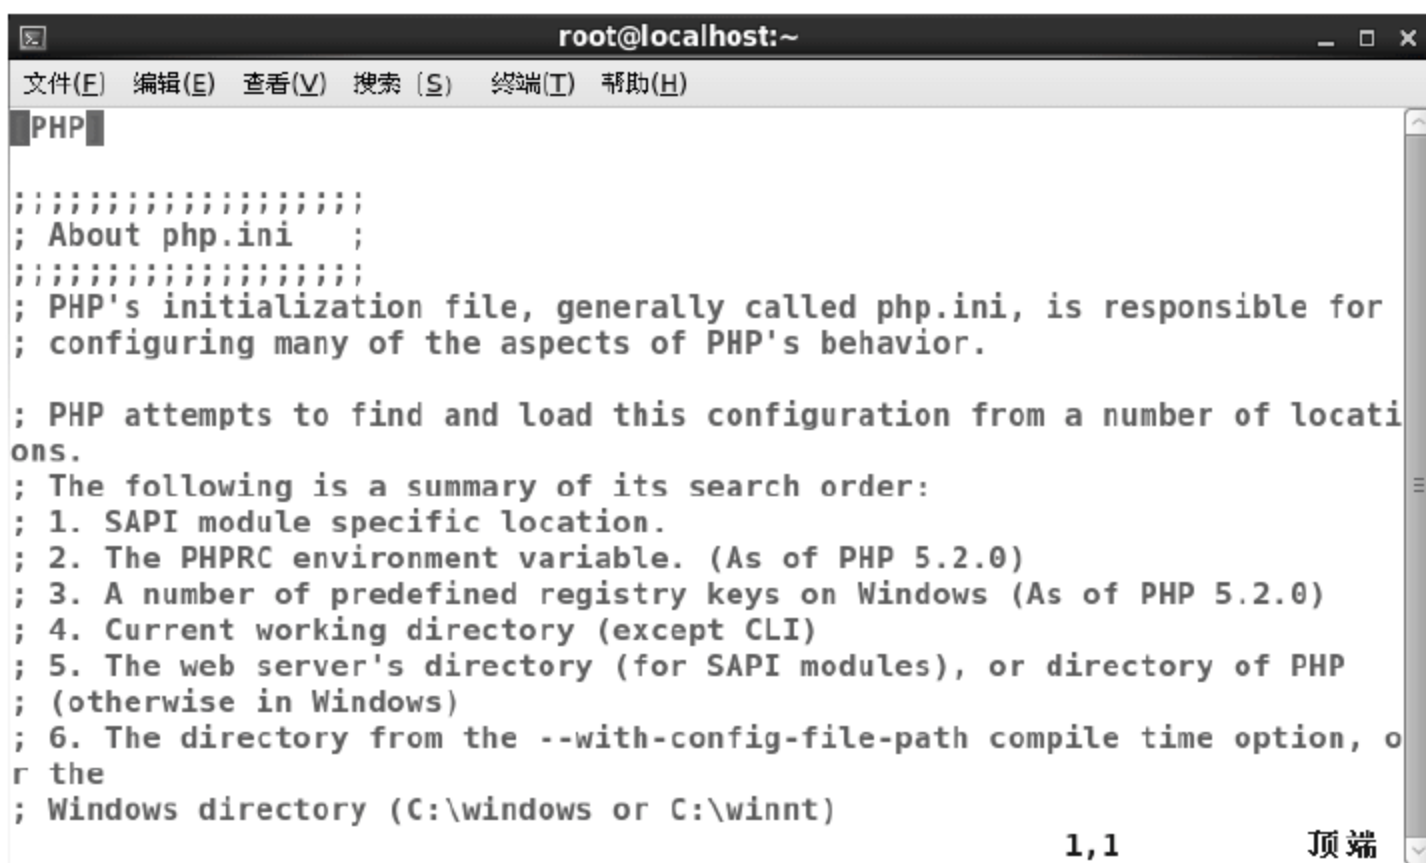 root@localhost:~
文件(F) 编辑(E) 查看(V) 搜索 (S) 终端(T) 帮助(H)
[PHP]
;;;;;;;;;;;;;;;;;;;
; About php.ini   ;
;;;;;;;;;;;;;;;;;;;
; PHP's initialization file, generally called php.ini, is responsible for
; configuring many of the aspects of PHP's behavior.
; PHP attempts to find and load this configuration from a number of locati
ons.
; The following is a summary of its search order:
; 1. SAPI module specific location.
; 2. The PHPRC environment variable. (As of PHP 5.2.0)
; 3. A number of predefined registry keys on Windows (As of PHP 5.2.0)
; 4. Current working directory (except CLI)
; 5. The web server's directory (for SAPI modules), or directory of PHP
; (otherwise in Windows)
; 6. The directory from the --with-config-file-path compile time option, o
r the
; Windows directory (C:\windows or C:\winnt)
1,1 顶端